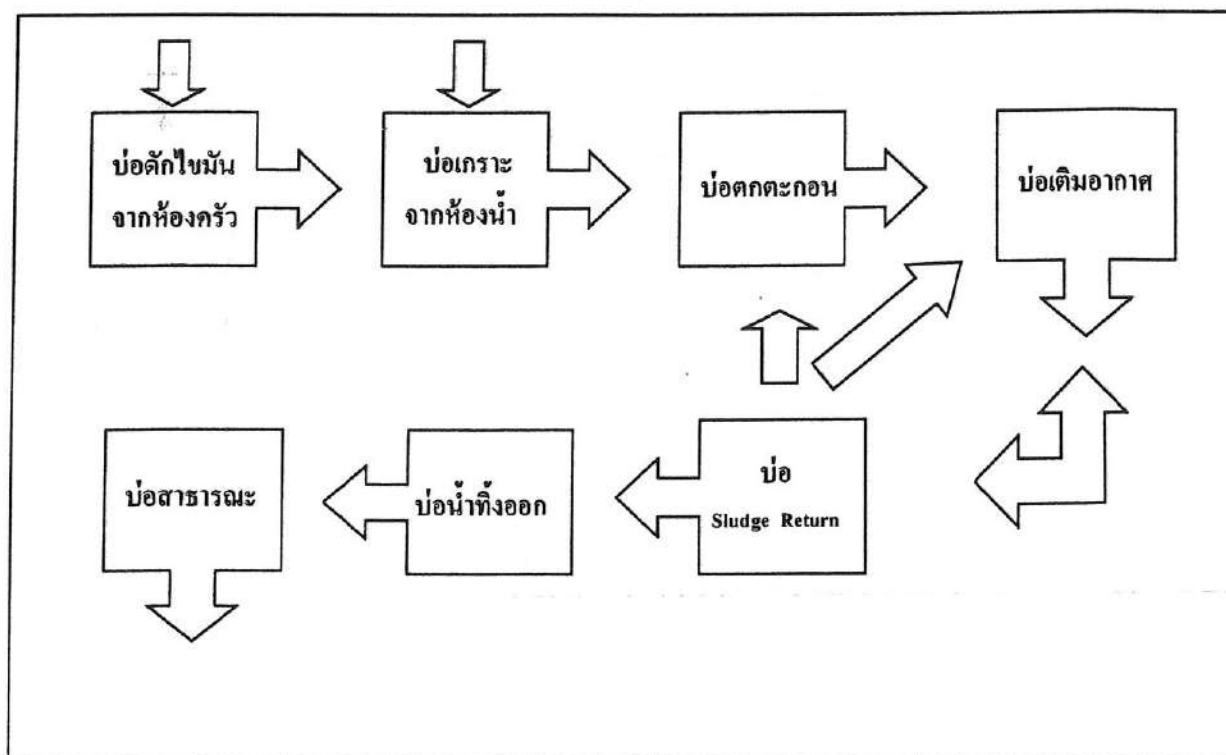 บ่อดักไขมัน
จากห้องครัว
บ่อเกราะ
จากห้องน้ำ
บ่อตกตะกอน
บ่อเติมอากาศ
บ่อสาธารณะ
บ่อน้ำทิ้งออก
บ่อ
Sludge Return